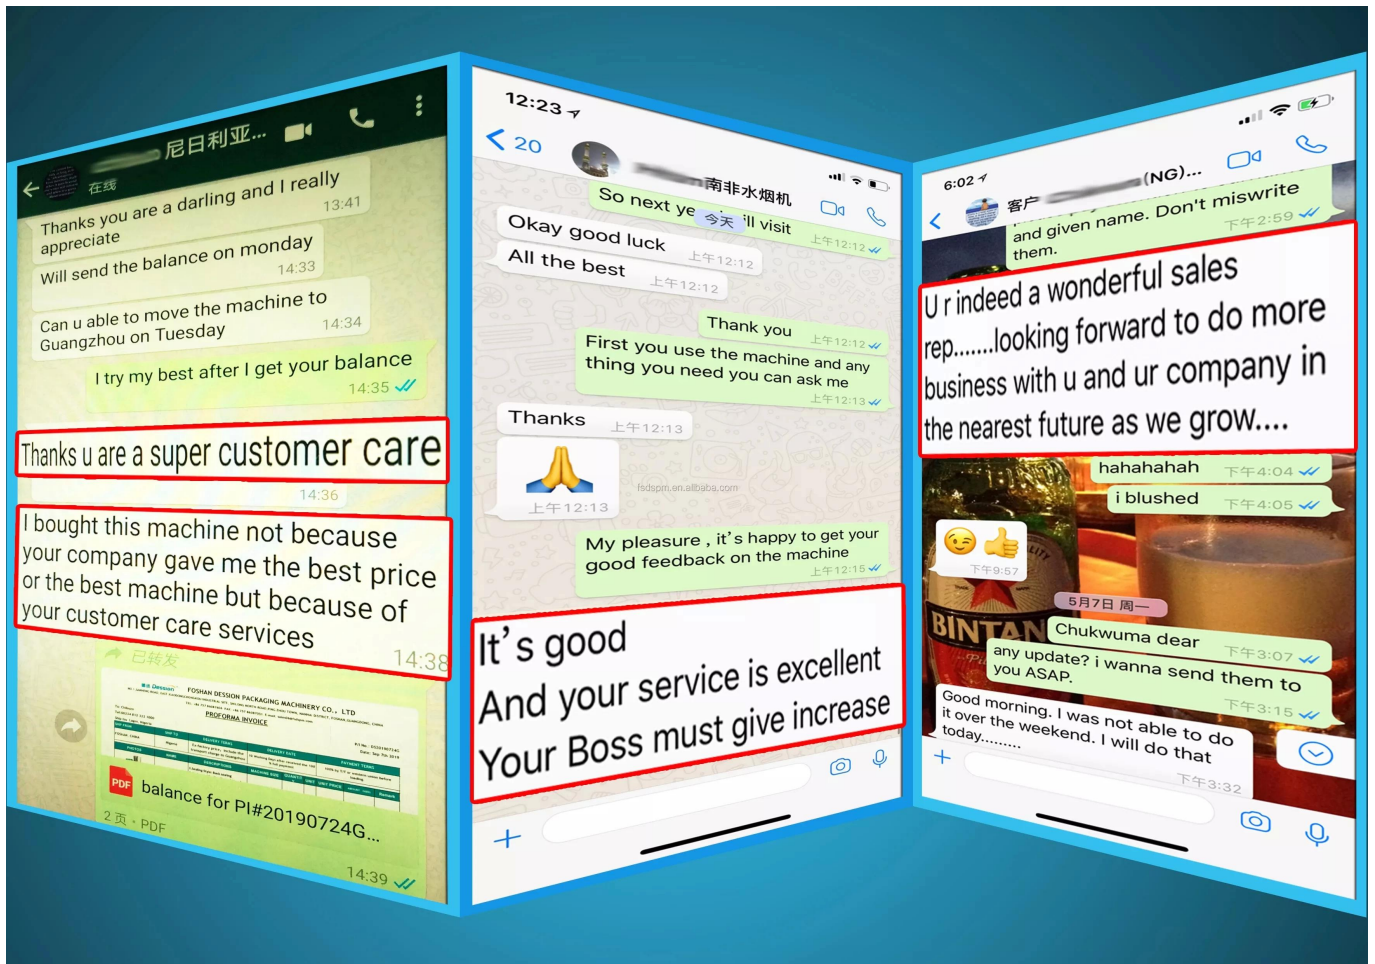 尼日利亚...
在线
Thanks you are a darling and I really
appreciate
13:41
Will send the balance on monday
14:33
Can u able to move the machine to
Guangzhou on Tuesday
14:34
I try my best after I get your balance
14:35
Thanks u are a super customer care
14:36
I bought this machine not because
your company gave me the best price
or the best machine but because of
your customer care services
14:38
已转发
Dession
FOSHAN DESSION PACKAGING MACHINERY CO., LTD
PROFORMA INVOICE
PDF
balance for PI#20190724G...
2 页 · PDF
14:39
12:23
20
南非水烟机
So next ye
ll visit
今天
上午12:12
Okay good luck
上午12:12
All the best
上午12:12
Thank you
上午12:12
First you use the machine and any
thing you need you can ask me
上午12:13
Thanks
上午12:13
上午12:13
fsdspm.en.alibaba.com
My pleasure , it's happy to get your
good feedback on the machine
上午12:15
It's good
And your service is excellent
Your Boss must give increase
6:02
客户
(NG)...
and given name. Don't miswrite
them.
下午2:59
U r indeed a wonderful sales
rep.......looking forward to do more
business with u and ur company in
the nearest future as we grow....
hahahahah
下午4:04
i blushed
下午4:05
下午9:57
BINTAN
5月7日 周一
Chukwuma dear
下午3:07
any update? i wanna send them to
you ASAP.
下午3:15
Good morning. I was not able to do
it over the weekend. I will do that
today.........
下午3:32